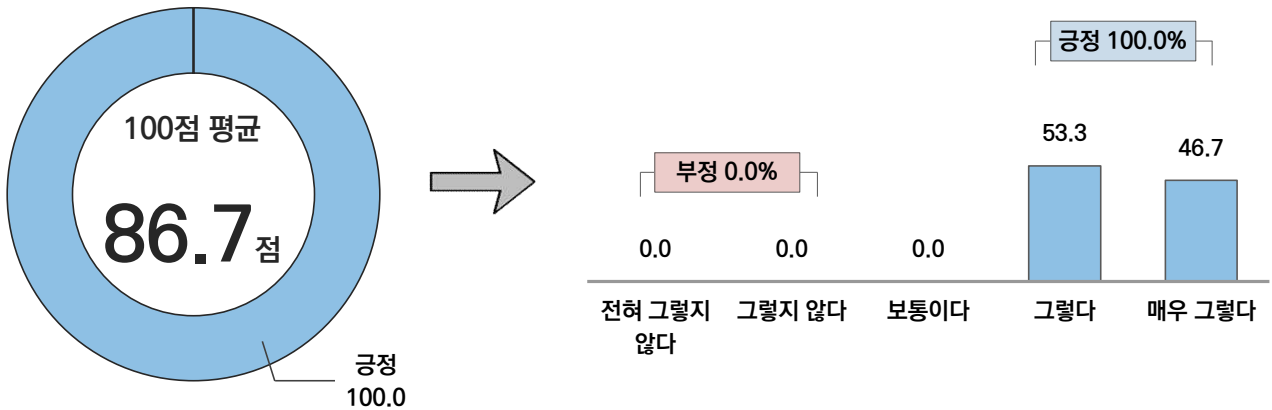 100점 평균
86.7점
긍정
100.0
긍정 100.0%
부정 0.0%
0.0
0.0
0.0
53.3
46.7
전혀 그렇지
않다
그렇지 않다
보통이다
그렇다
매우 그렇다